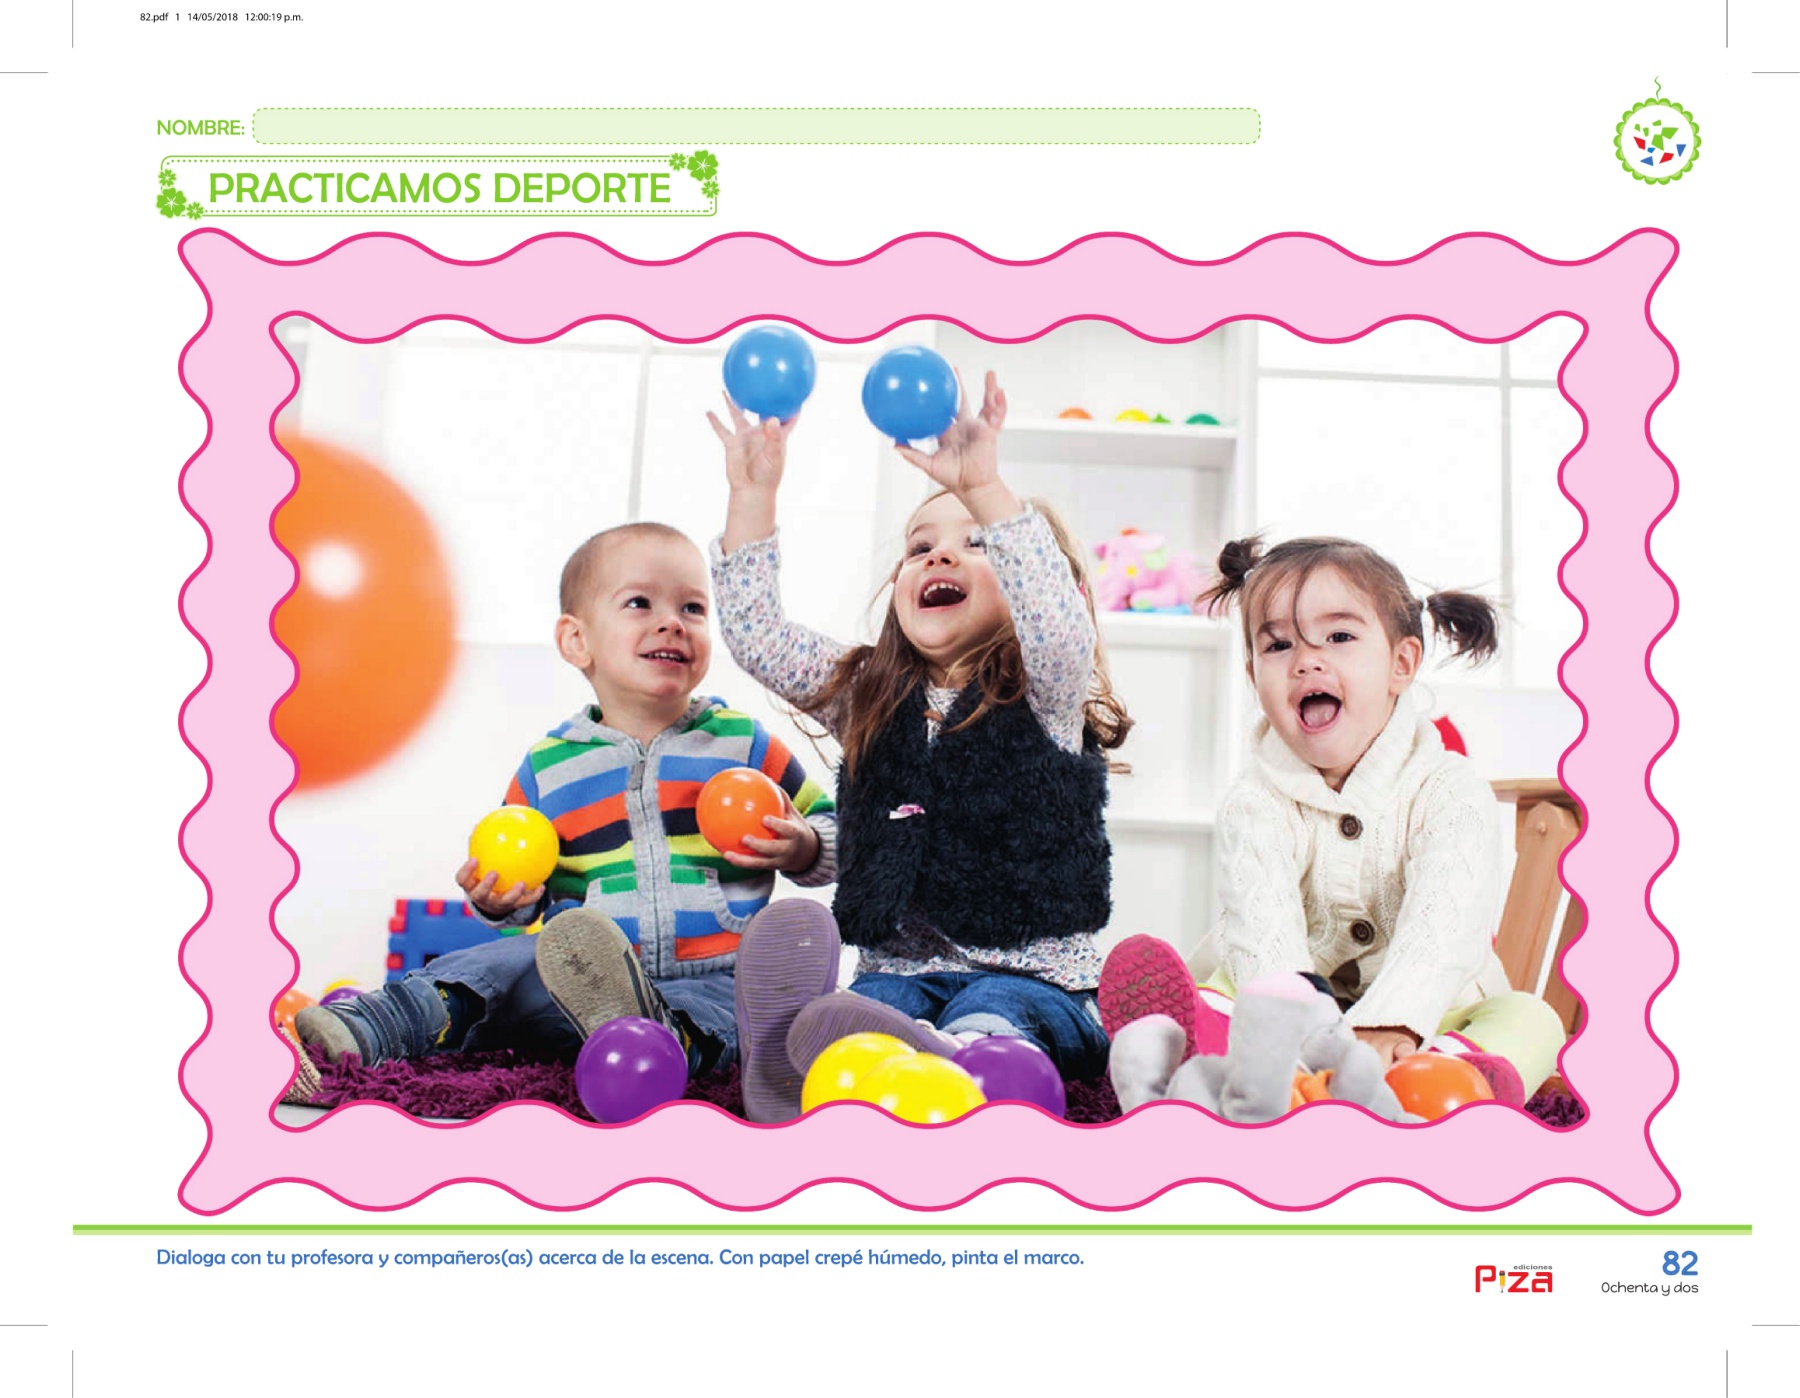 82.pdf 1 14/05/2018 12:00:19 p.m.
NOMBRE:
PRACTICAMOS DEPORTE
Dialoga con tu profesora y compañeros(as) acerca de la escena. Con papel crepé húmedo, pinta el marco.
ediciones
Piza
82
Ochenta y dos